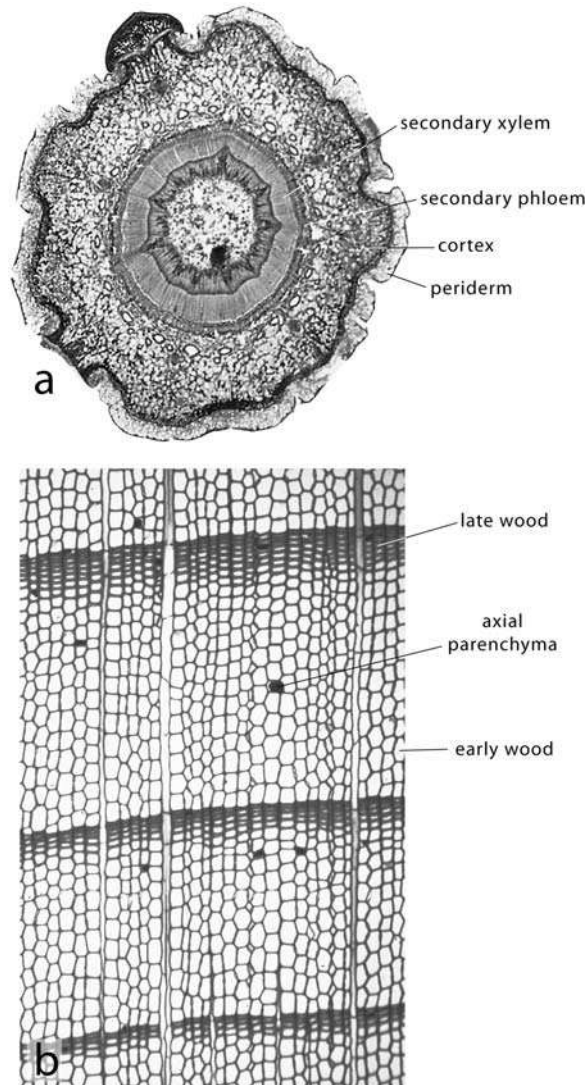 secondary xylem
secondary phloem
cortex
periderm
a
late wood
axial
parenchyma
early wood
b